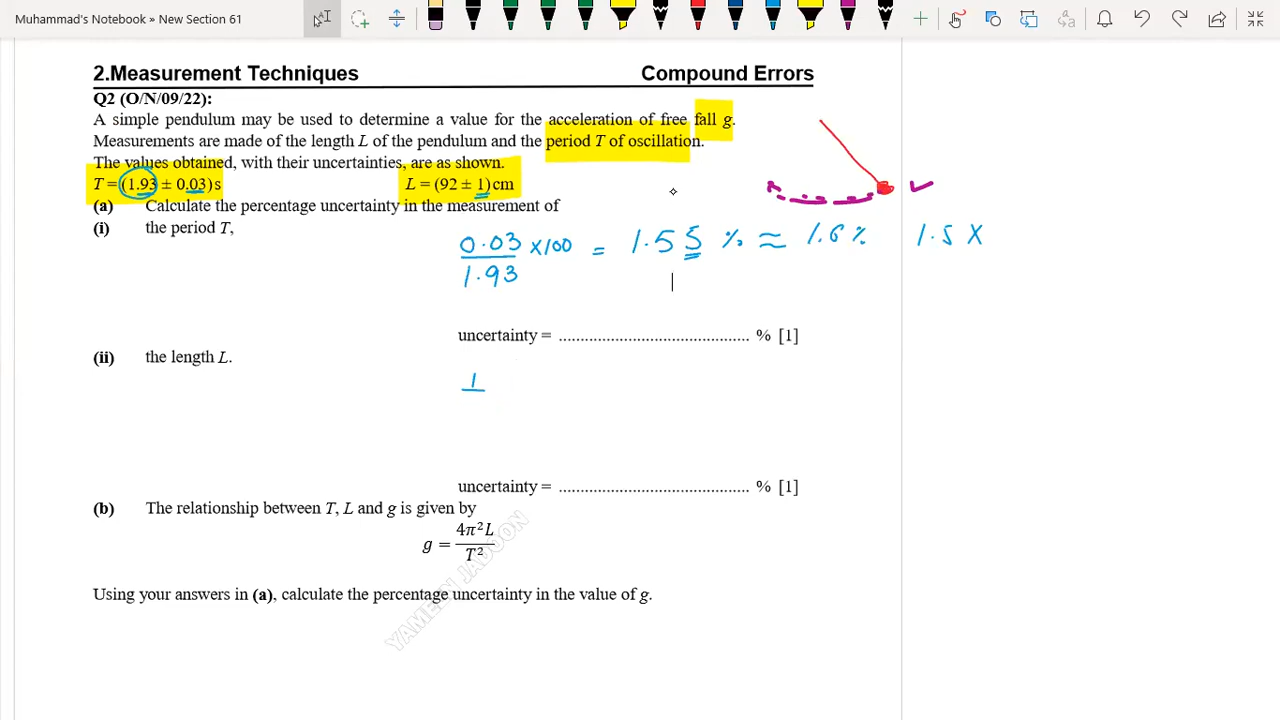 Muhammad's Notebook » New Section 61
2.Measurement Techniques Compound Errors
Q2 (O/N/09/22):
A simple pendulum may be used to determine a value for the acceleration of free fall g.
Measurements are made of the length L of the pendulum and the period T of oscillation.
The values obtained, with their uncertainties, are as shown.
T = (1.93 ± 0.03)s L = (92 ± 1)cm
(a) Calculate the percentage uncertainty in the measurement of
(i) the period T,
0.03/1.93 x100 = 1.55 % ≈ 1.6% 1.5 X
uncertainty = ............................................ % [1]
(ii) the length L.
1
uncertainty = ............................................ % [1]
(b) The relationship between T, L and g is given by
g = 4π²L/T²
Using your answers in (a), calculate the percentage uncertainty in the value of g.
YAMEEN JADOON